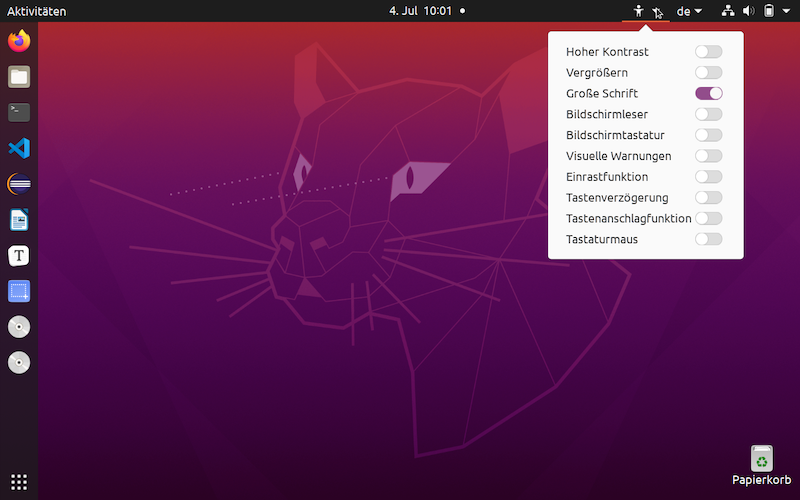 Aktivitäten
4. Jul 10:01
de
Hoher Kontrast
Vergrößern
Große Schrift
Bildschirmleser
Bildschirmtastatur
Visuelle Warnungen
Einrastfunktion
Tastenverzögerung
Tastenanschlagfunktion
Tastaturmaus
T
Papierkorb